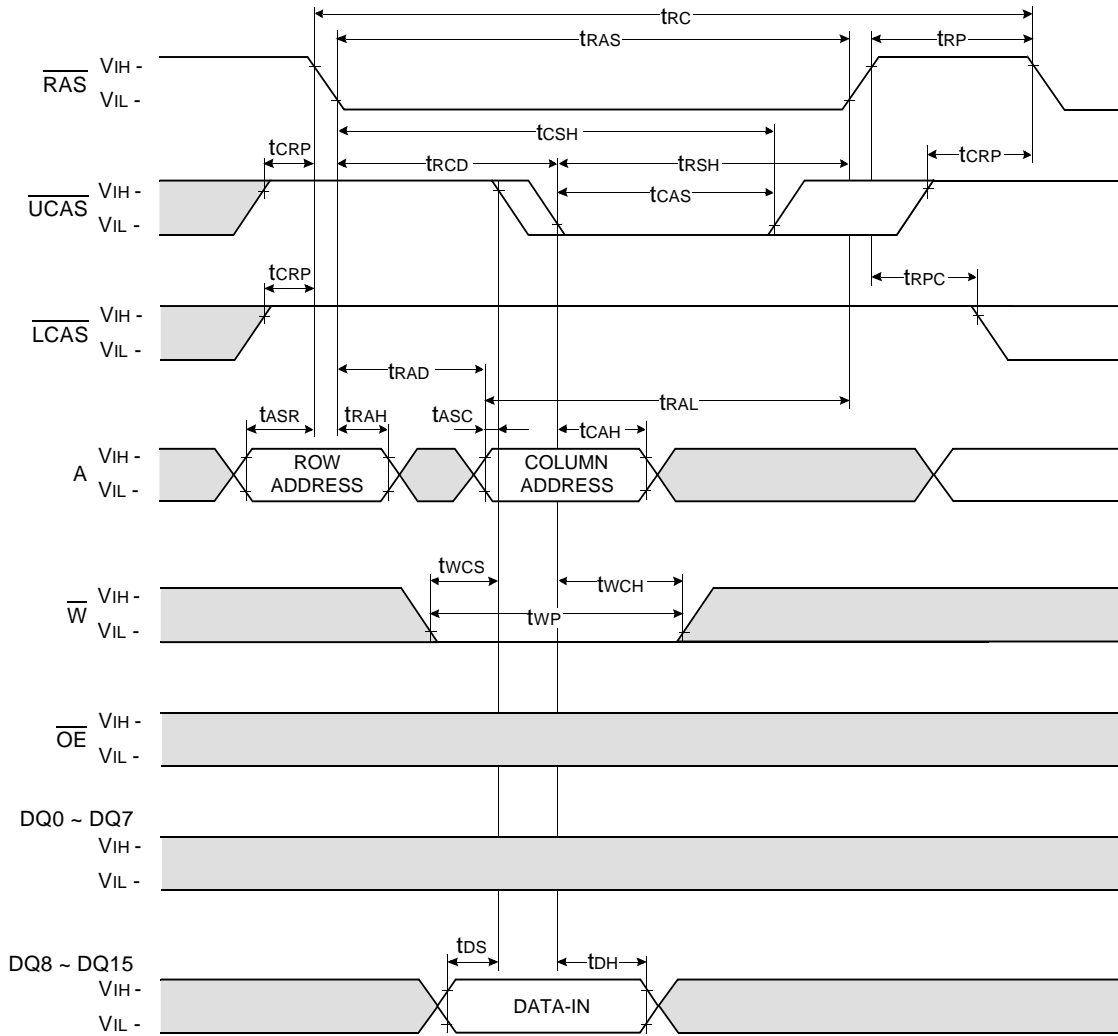 tRC
tRAS
tRP
RAS
VIH -
VIL -
tCSH
tCRP
tRCD
tRSH
tCRP
UCAS
VIH -
VIL -
tCAS
tCRP
tRPC
LCAS
VIH -
VIL -
tRAD
tRAL
tASR
tRAH
tASC
tCAH
A
VIH -
VIL -
ROW
ADDRESS
COLUMN
ADDRESS
tWCS
tWCH
W
VIH -
VIL -
tWP
OE
VIH -
VIL -
DQ0 ~ DQ7
VIH -
VIL -
tDS
tDH
DQ8 ~ DQ15
VIH -
VIL -
DATA-IN